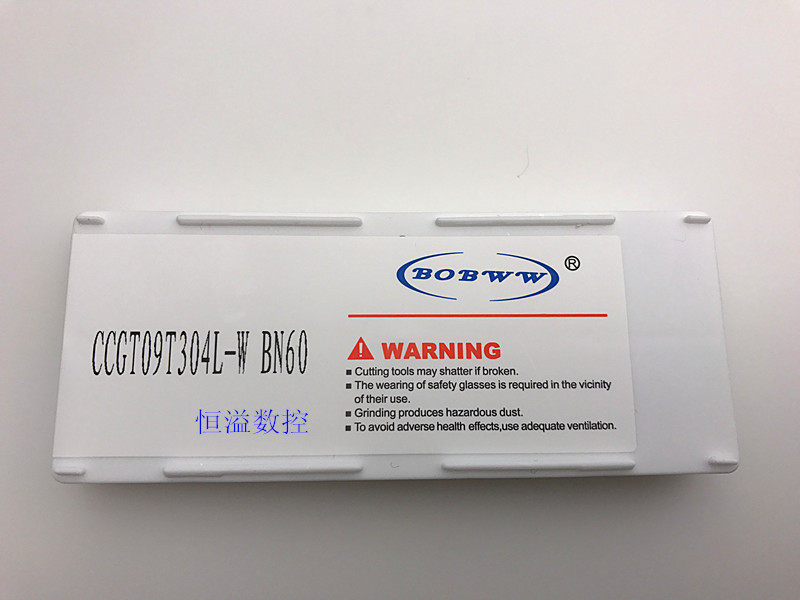 BOBWW®
CCGT09T304L-W BN60
恒溢数控
WARNING
■ Cutting tools may shatter if broken.
■ The wearing of safety glasses is required in the vicinity
of their use.
■ Grinding produces hazardous dust.
■ To avoid adverse health effects,use adequate ventilation.